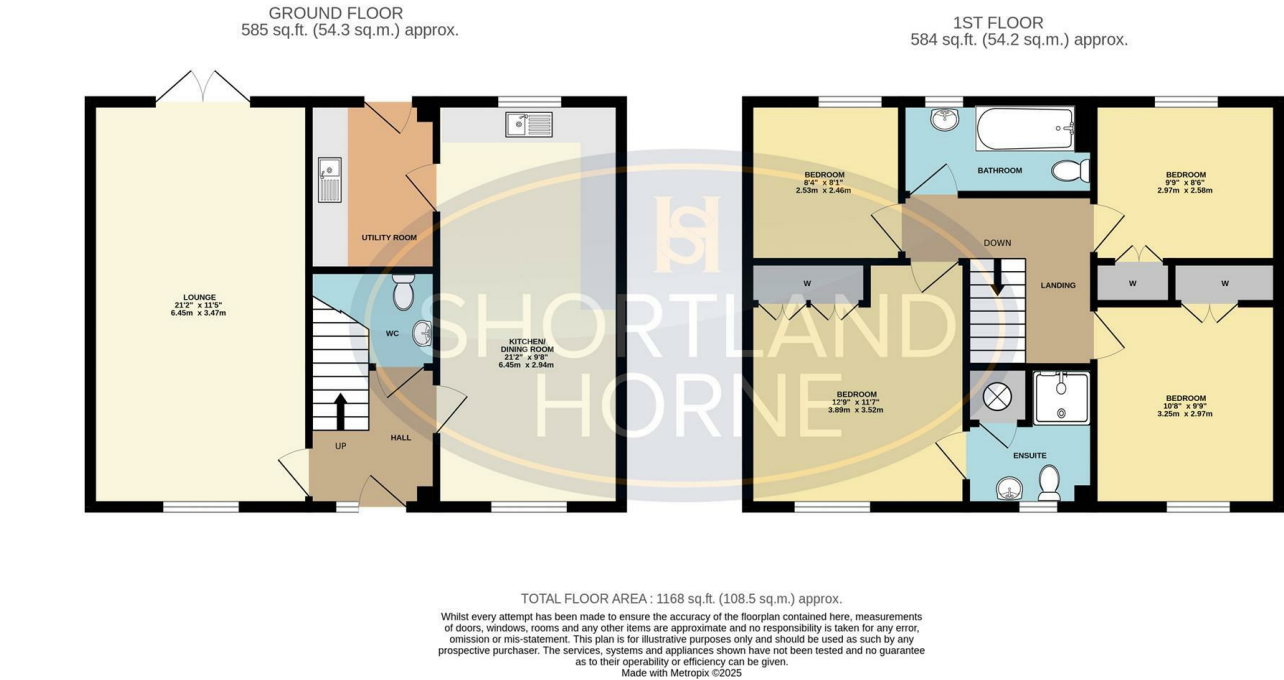 GROUND FLOOR
585 sq.ft. (54.3 sq.m.) approx.
1ST FLOOR
584 sq.ft. (54.2 sq.m.) approx.
LOUNGE
21'2" x 11'5"
6.45m x 3.47m
UTILITY ROOM
WC
KITCHEN/
DINING ROOM
21'2" x 9'8"
6.45m x 2.94m
HALL
UP
BEDROOM
8'4" x 8'1"
2.53m x 2.46m
BATHROOM
BEDROOM
9'9" x 8'6"
2.97m x 2.58m
DOWN
LANDING
W
W
W
BEDROOM
12'9" x 11'7"
3.89m x 3.52m
ENSUITE
BEDROOM
10'8" x 9'9"
3.25m x 2.97m
SHORTLAND
HORNE
TOTAL FLOOR AREA : 1168 sq.ft. (108.5 sq.m.) approx.
Whilst every attempt has been made to ensure the accuracy of the floorplan contained here, measurements
of doors, windows, rooms and any other items are approximate and no responsibility is taken for any error,
omission or mis-statement. This plan is for illustrative purposes only and should be used as such by any
prospective purchaser. The services, systems and appliances shown have not been tested and no guarantee
as to their operability or efficiency can be given.
Made with Metropix ©2025